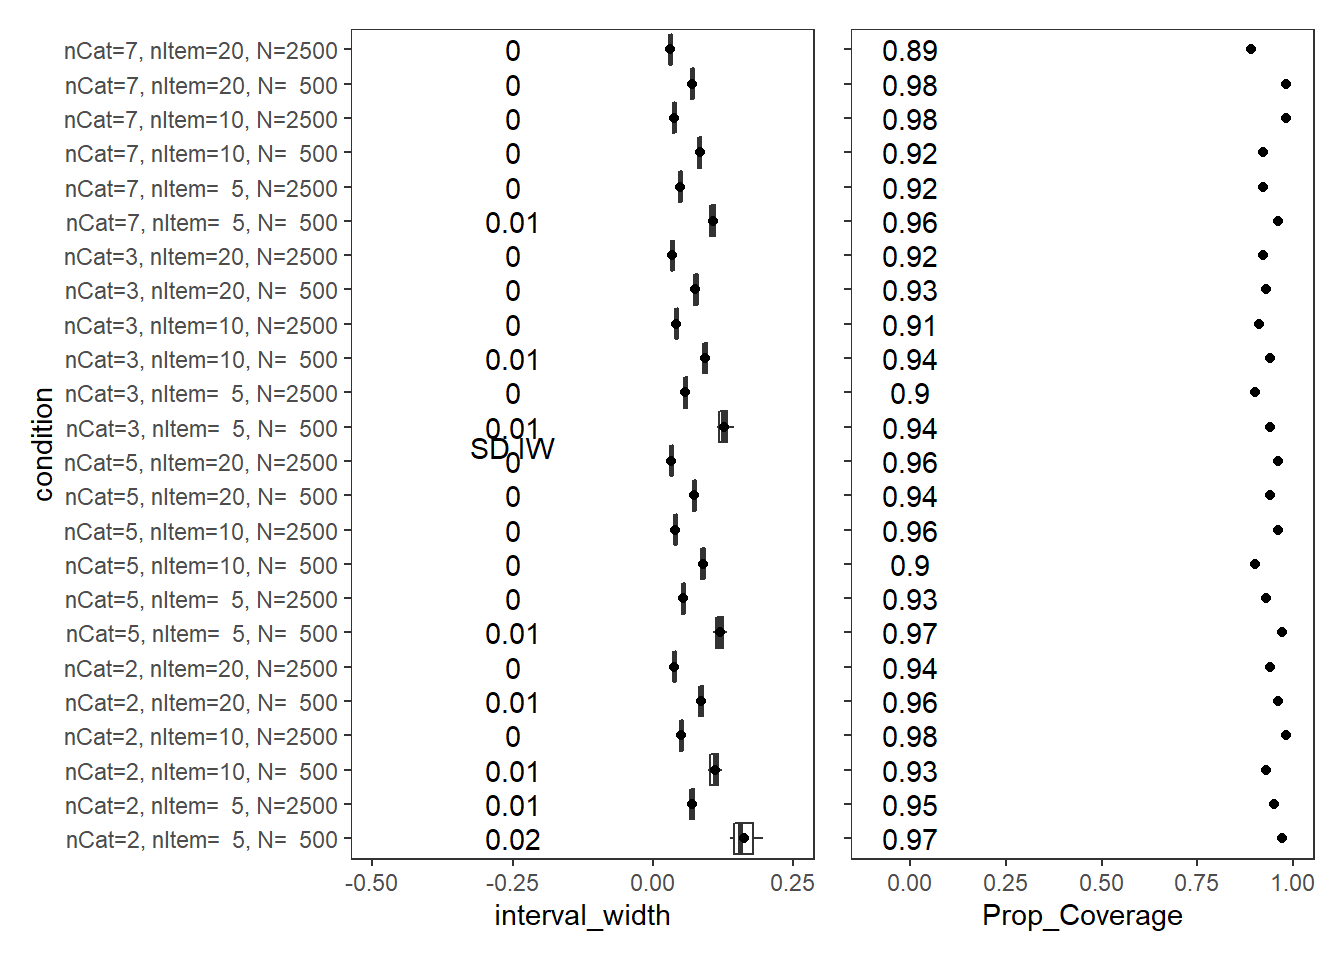 nCat=7, nItem=20, N=2500 0 0.89
nCat=7, nItem=20, N=  500 0 0.98
nCat=7, nItem=10, N=2500 0 0.98
nCat=7, nItem=10, N=  500 0 0.92
nCat=7, nItem=  5, N=2500 0 0.92
nCat=7, nItem=  5, N=  500 0.01 0.96
nCat=3, nItem=20, N=2500 0 0.92
nCat=3, nItem=20, N=  500 0 0.93
nCat=3, nItem=10, N=2500 0 0.91
nCat=3, nItem=10, N=  500 0.01 0.94
nCat=3, nItem=  5, N=2500 0 0.9
nCat=3, nItem=  5, N=  500 0.01 0.94
SD IW
nCat=5, nItem=20, N=2500 0 0.96
nCat=5, nItem=20, N=  500 0 0.94
nCat=5, nItem=10, N=2500 0 0.96
nCat=5, nItem=10, N=  500 0 0.9
nCat=5, nItem=  5, N=2500 0 0.93
nCat=5, nItem=  5, N=  500 0.01 0.97
nCat=2, nItem=20, N=2500 0 0.94
nCat=2, nItem=20, N=  500 0.01 0.96
nCat=2, nItem=10, N=2500 0 0.98
nCat=2, nItem=10, N=  500 0.01 0.93
nCat=2, nItem=  5, N=2500 0.01 0.95
nCat=2, nItem=  5, N=  500 0.02 0.97
condition
-0.50 -0.25 0.00 0.25 0.00 0.25 0.50 0.75 1.00
interval_width Prop_Coverage